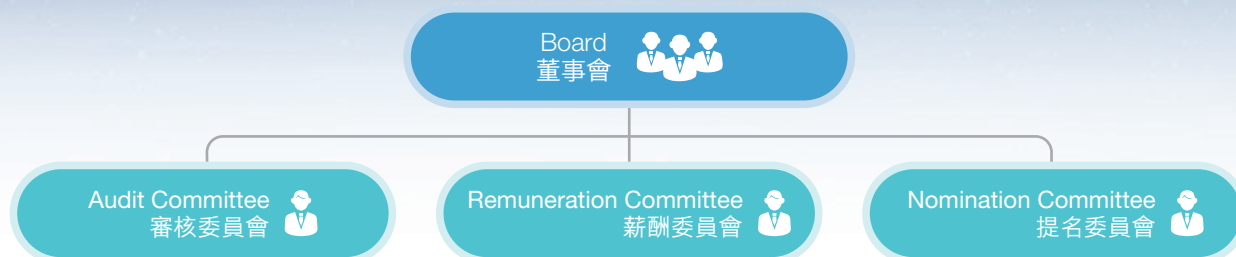 Board
董事會
Audit Committee
審核委員會
Remuneration Committee
薪酬委員會
Nomination Committee
提名委員會